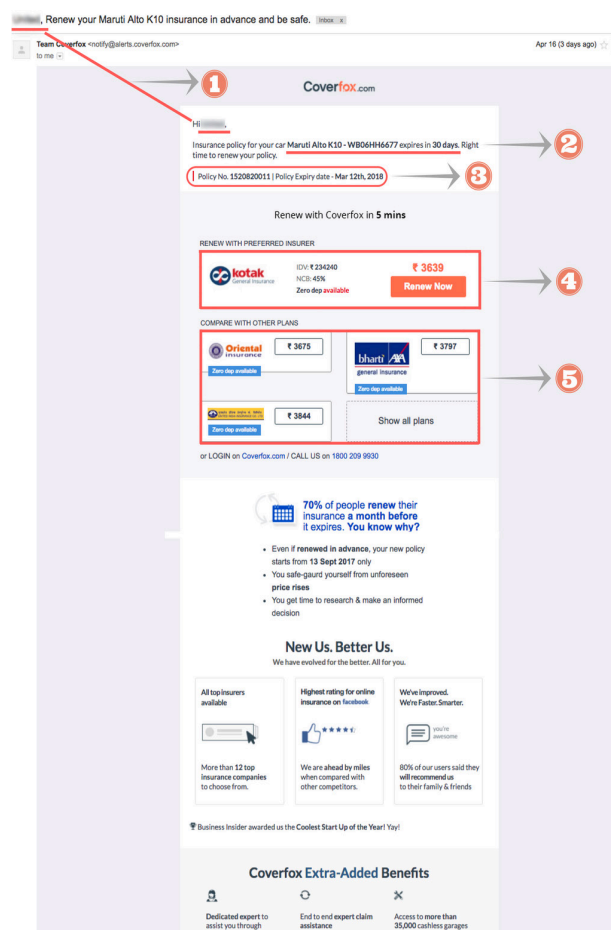 , Renew your Maruti Alto K10 insurance in advance and be safe. Inbox x
Team Coverfox <notify@alerts.coverfox.com>
Apr 16 (3 days ago)
to me
1
Coverfox.com
Hi ,
Insurance policy for your car Maruti Alto K10 - WB06HH6677 expires in 30 days. Right
time to renew your policy.
2
Policy No. 1520820011 | Policy Expiry date - Mar 12th, 2018
3
Renew with Coverfox in 5 mins
RENEW WITH PREFERRED INSURER
kotak
General Insurance
IDV: ₹ 234240
NCB: 45%
Zero dep available
₹ 3639
Renew Now
4
COMPARE WITH OTHER PLANS
Oriental
insurance
₹ 3675
Zero dep available
bharti AXA
general insurance
₹ 3797
Zero dep available
5
₹ 3844
Zero dep available
Show all plans
or LOGIN on Coverfox.com / CALL US on 1800 209 9930
70% of people renew their
insurance a month before
it expires. You know why?
• Even if renewed in advance, your new policy
starts from 13 Sept 2017 only
• You safe-gaurd yourself from unforeseen
price rises
• You get time to research & make an informed
decision
New Us. Better Us.
We have evolved for the better. All for you.
All top insurers
available
More than 12 top
insurance companies
to choose from.
Highest rating for online
insurance on facebook
We are ahead by miles
when compared with
other competitors.
We've improved.
We're Faster. Smarter.
you're
awesome
80% of our users said they
will recommend us
to their family & friends
Business Insider awarded us the Coolest Start Up of the Year! Yay!
Coverfox Extra-Added Benefits
Dedicated expert to
assist you through
End to end expert claim
assistance
Access to more than
35,000 cashless garages